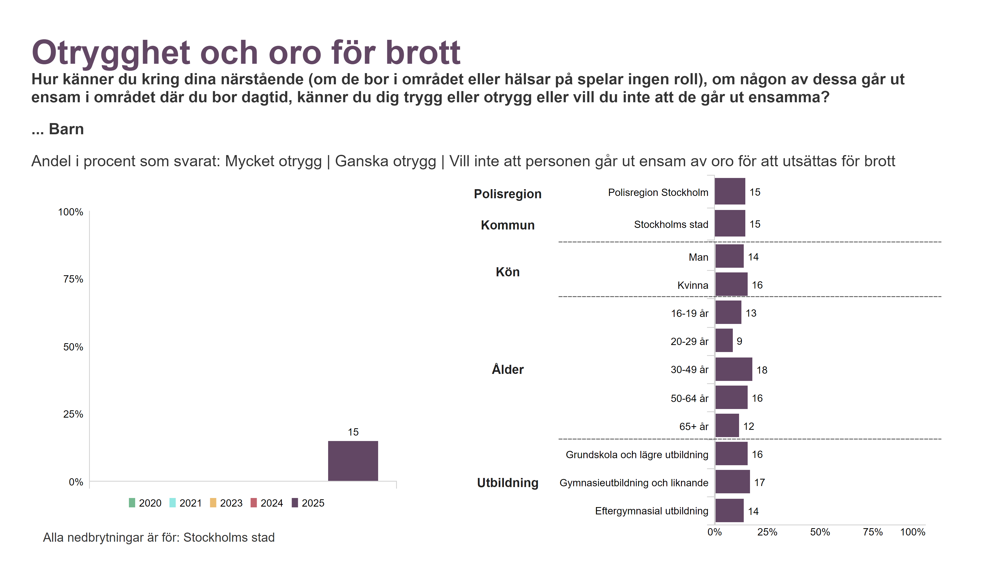 Otrygghet och oro för brott
Hur känner du kring dina närstående (om de bor i området eller hälsar på spelar ingen roll), om någon av dessa går ut
ensam i området där du bor dagtid, känner du dig trygg eller otrygg eller vill du inte att de går ut ensamma?
... Barn
Andel i procent som svarat: Mycket otrygg | Ganska otrygg | Vill inte att personen går ut ensam av oro för att utsättas för brott
100%
75%
50%
25%
0%
15
2020 2021 2023 2024 2025
Alla nedbrytningar är för: Stockholms stad
Polisregion Polisregion Stockholm 15
Kommun Stockholms stad 15
Kön
Man 14
Kvinna 16
Ålder
16-19 år 13
20-29 år 9
30-49 år 18
50-64 år 16
65+ år 12
Utbildning
Grundskola och lägre utbildning 16
Gymnasieutbildning och liknande 17
Eftergymnasial utbildning 14
0% 25% 50% 75% 100%